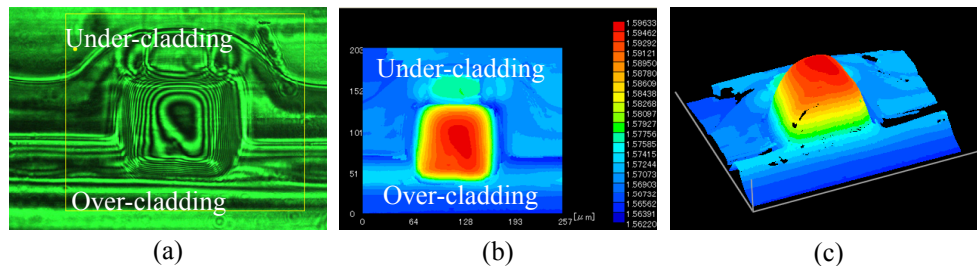 Under-cladding
Over-cladding
(a)
203
152
101
51
0
0 64 128 193 257
[μm]
Under-cladding
Over-cladding
1.59633
1.59462
1.59292
1.59121
1.58950
1.58780
1.58609
1.58438
1.58268
1.58097
1.57927
1.57756
1.57585
1.57415
1.57244
1.57073
1.56903
1.56732
1.56562
1.56391
1.56220
(b)
(c)